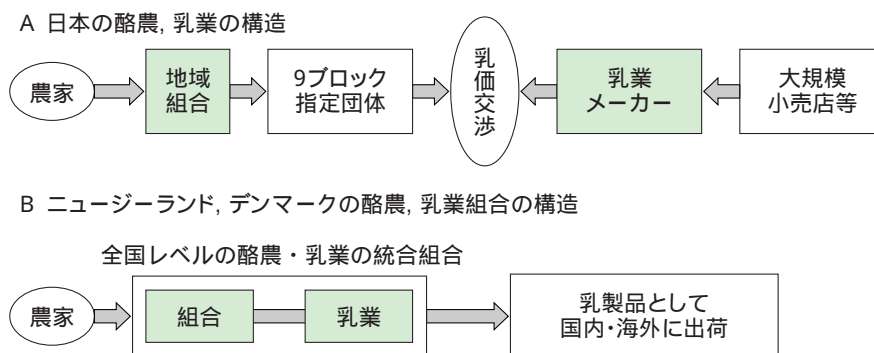 A 日本の酪農, 乳業の構造
農家
地域
組合
9ブロック
指定団体
乳価交渉
乳業
メーカー
大規模
小売店等
B ニュージーランド, デンマークの酪農, 乳業組合の構造
全国レベルの酪農・乳業の統合組合
農家
組合
乳業
乳製品として
国内・海外に出荷